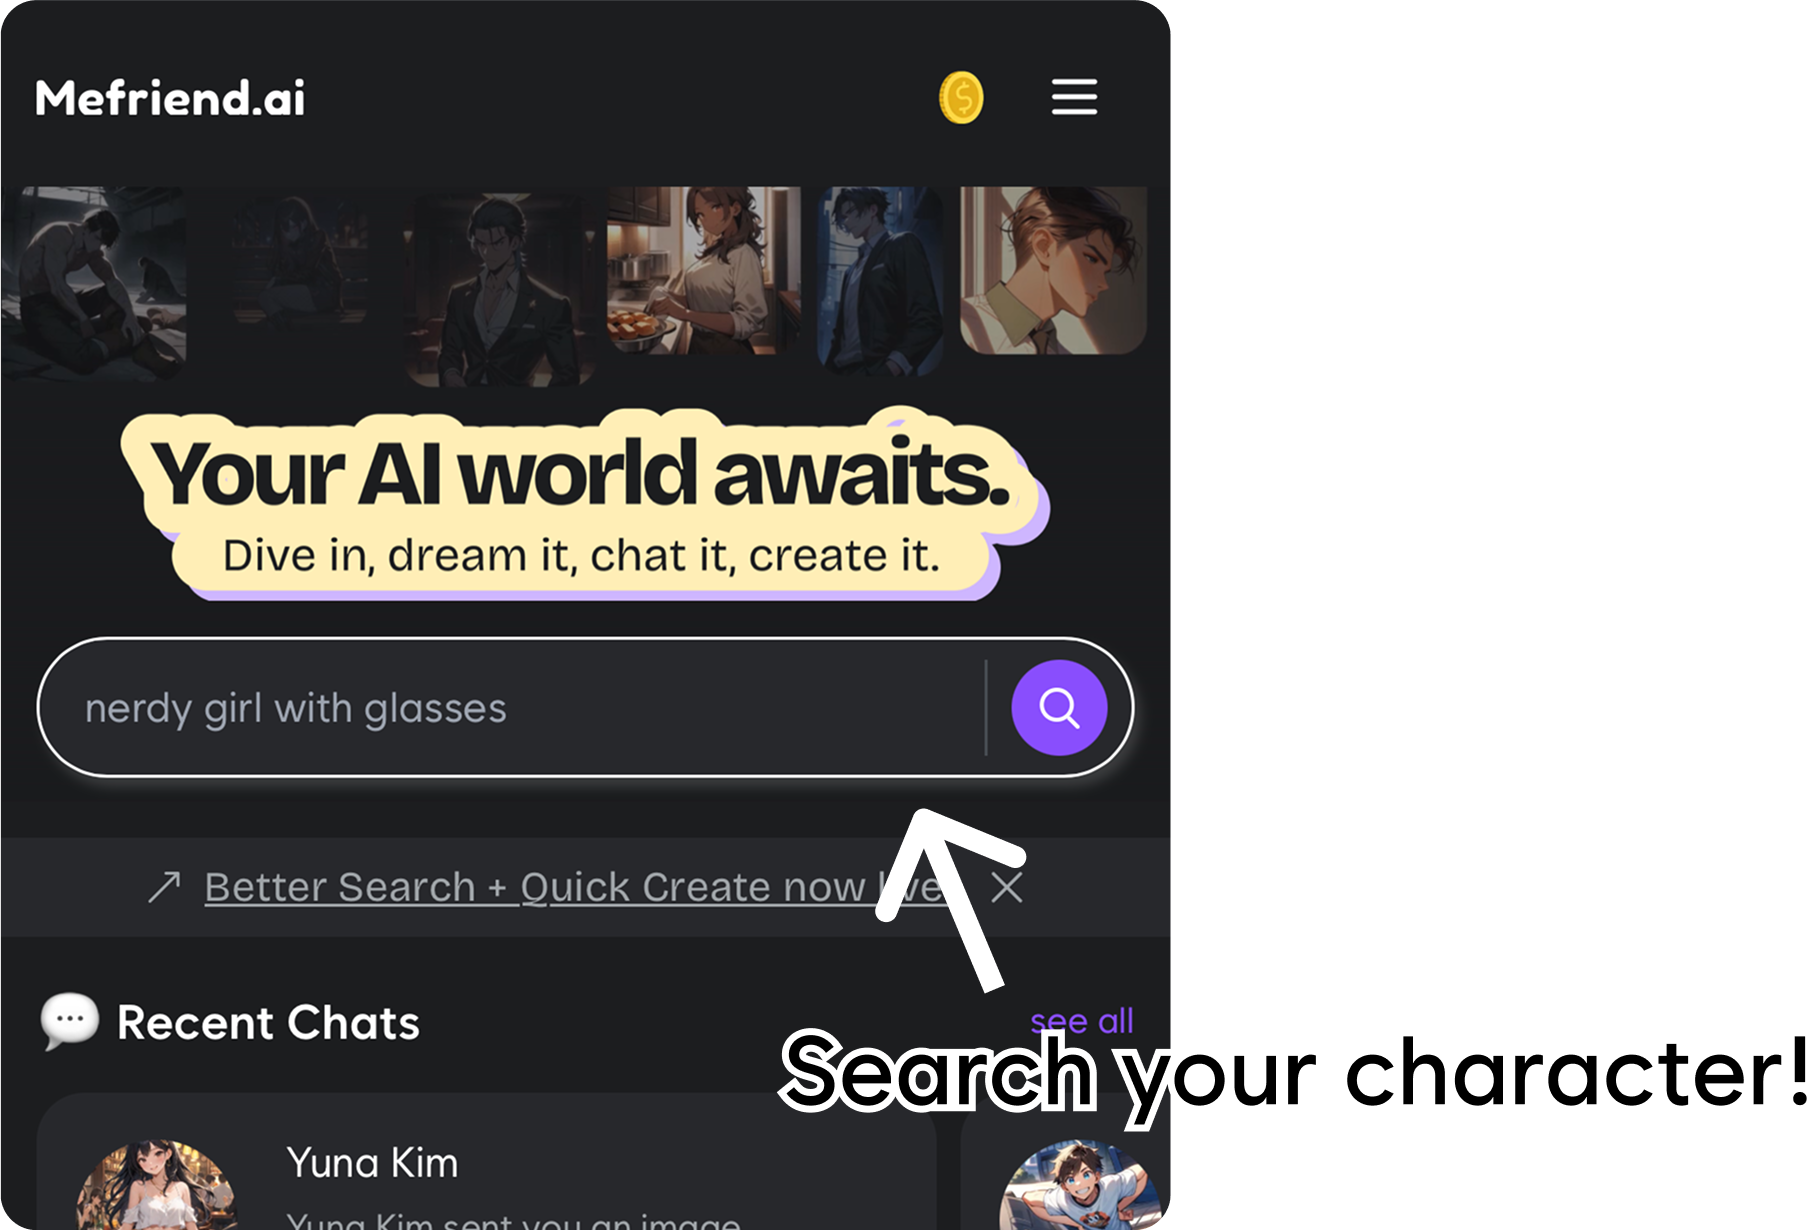 Mefriend.ai
Your AI world awaits.
Dive in, dream it, chat it, create it.
nerdy girl with glasses
Better Search + Quick Create now live
Recent Chats
see all
Search your character!
Yuna Kim
Yuna Kim sent you an image